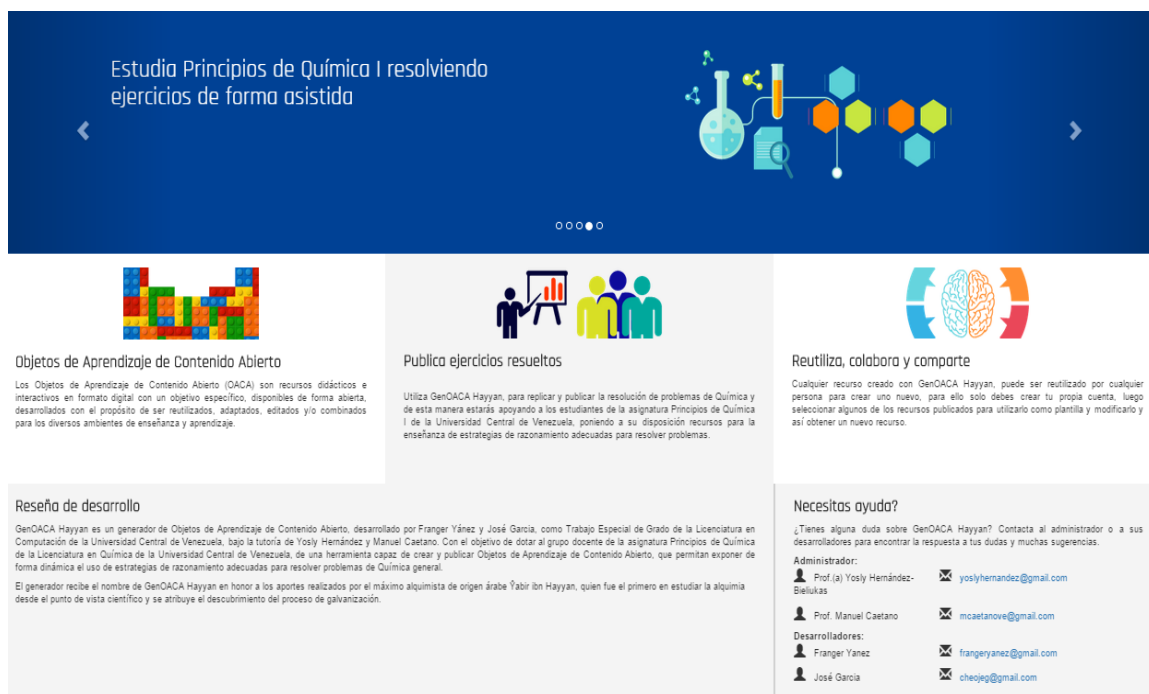 Estudia Principios de Química I resolviendo
ejercicios de forma asistida
Objetos de Aprendizaje de Contenido Abierto
Los Objetos de Aprendizaje de Contenido Abierto (OACA) son recursos didácticos e
interactivos en formato digital con un objetivo específico, disponibles de forma abierta,
desarrollados con el propósito de ser reutilizados, adaptados, editados y/o combinados
para los diversos ambientes de enseñanza y aprendizaje.
Publica ejercicios resueltos
Utiliza GenOACA Hayyan, para replicar y publicar la resolución de problemas de Química y
de esta manera estarás apoyando a los estudiantes de la asignatura Principios de Química
I de la Universidad Central de Venezuela, poniendo a su disposición recursos para la
enseñanza de estrategias de razonamiento adecuadas para resolver problemas.
Reutiliza, colabora y comparte
Cualquier recurso creado con GenOACA Hayyan, puede ser reutilizado por cualquier
persona para crear uno nuevo, para ello solo debes crear tu propia cuenta, luego
seleccionar algunos de los recursos publicados para utilizarlo como plantilla y modificarlo y
así obtener un nuevo recurso.
Reseña de desarrollo
GenOACA Hayyan es un generador de Objetos de Aprendizaje de Contenido Abierto, desarrollado por Franger Yánez y José Garcia, como Trabajo Especial de Grado de la Licenciatura en
Computación de la Universidad Central de Venezuela, bajo la tutoría de Yosly Hernández y Manuel Caetano. Con el objetivo de dotar al grupo docente de la asignatura Principios de Química
de la Licenciatura en Química de la Universidad Central de Venezuela, de una herramienta capaz de crear y publicar Objetos de Aprendizaje de Contenido Abierto, que permitan exponer de
forma dinámica el uso de estrategias de razonamiento adecuadas para resolver problemas de Química general.
El generador recibe el nombre de GenOACA Hayyan en honor a los aportes realizados por el máximo alquimista de origen árabe Ŷabir ibn Hayyan, quien fue el primero en estudiar la alquimia
desde el punto de vista científico y se atribuye el descubrimiento del proceso de galvanización.
Necesitas ayuda?
¿Tienes alguna duda sobre GenOACA Hayyan? Contacta al administrador o a sus
desarrolladores para encontrar la respuesta a tus dudas y muchas sugerencias.
Administrador:
Prof.(a) Yosly Hernández-
Bieliukas
yoslyhernandez@gmail.com
Prof. Manuel Caetano
mcaetanove@gmail.com
Desarrolladores:
Franger Yanez
frangeryanez@gmail.com
José Garcia
cheojeg@gmail.com